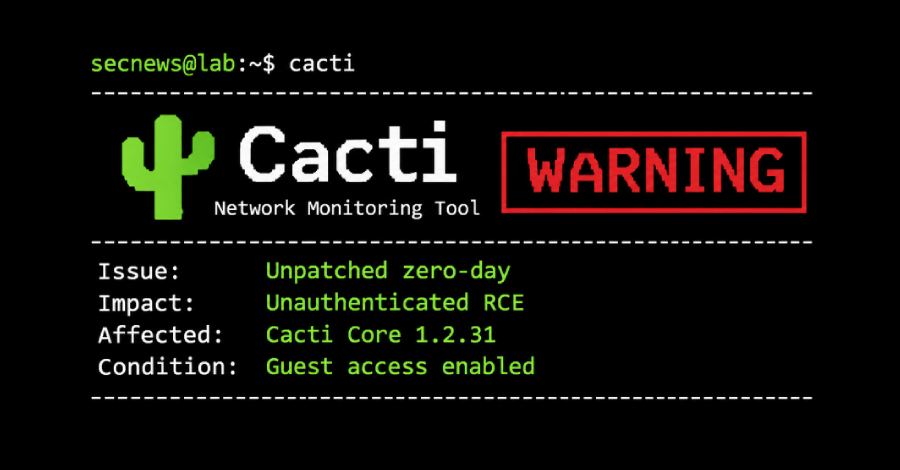 secnews@lab:~$ cacti
Cacti
Network Monitoring Tool
WARNING
Issue: Unpatched zero-day
Impact: Unauthenticated RCE
Affected: Cacti Core 1.2.31
Condition: Guest access enabled